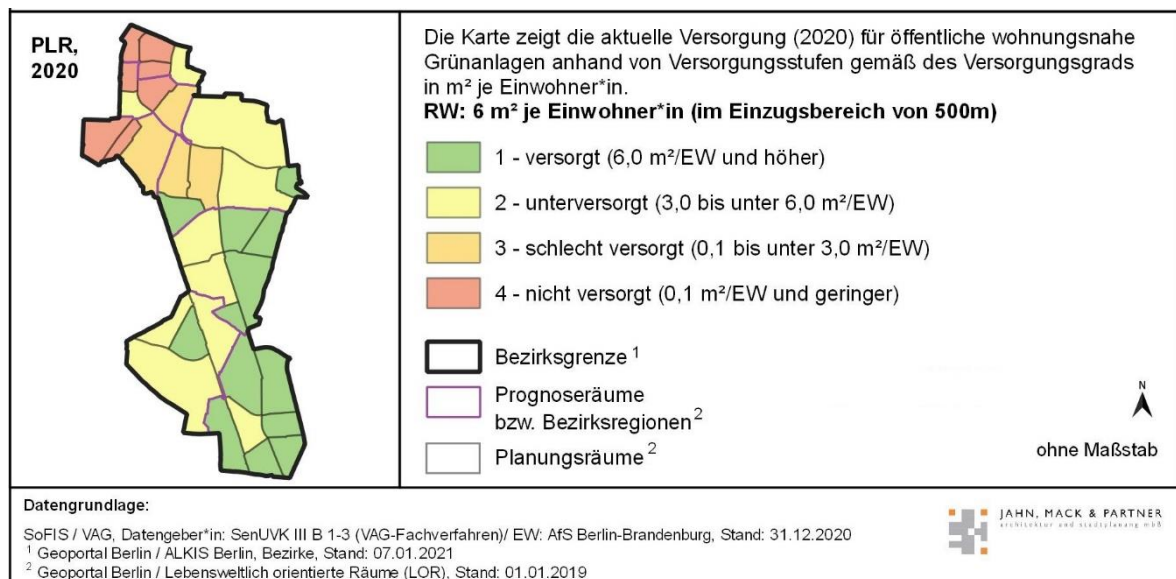 PLR,
2020
Die Karte zeigt die aktuelle Versorgung (2020) für öffentliche wohnungsnahe
Grünanlagen anhand von Versorgungsstufen gemäß des Versorgungsgrads
in m² je Einwohner*in.
RW: 6 m² je Einwohner*in (im Einzugsbereich von 500m)
1 - versorgt (6,0 m²/EW und höher)
2 - unterversorgt (3,0 bis unter 6,0 m²/EW)
3 - schlecht versorgt (0,1 bis unter 3,0 m²/EW)
4 - nicht versorgt (0,1 m²/EW und geringer)
Bezirksgrenze ¹
Prognoseräume
bzw. Bezirksregionen ²
Planungsräume ²
N
ohne Maßstab
Datengrundlage:
SoFIS / VAG, Datengeber*in: SenUVK III B 1-3 (VAG-Fachverfahren)/ EW: AfS Berlin-Brandenburg, Stand: 31.12.2020
¹ Geoportal Berlin / ALKIS Berlin, Bezirke, Stand: 07.01.2021
² Geoportal Berlin / Lebensweltlich orientierte Räume (LOR), Stand: 01.01.2019
JAHN, MACK & PARTNER
architektur und stadtplanung mbB